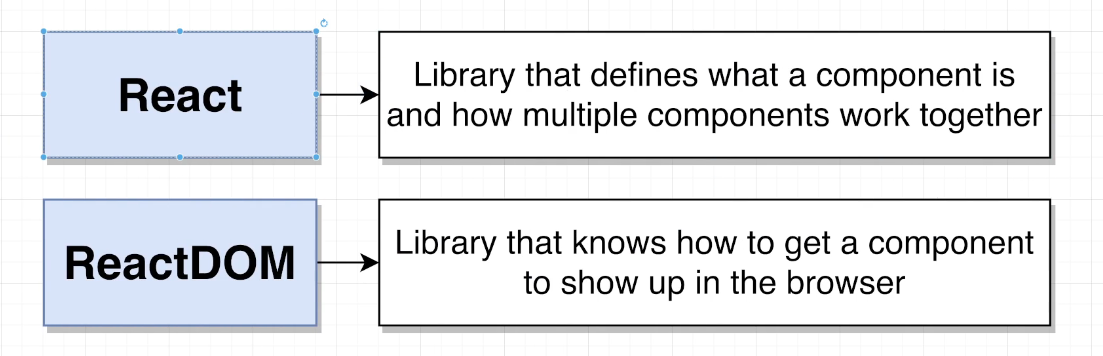 React
Library that defines what a component is
and how multiple components work together
ReactDOM
Library that knows how to get a component
to show up in the browser